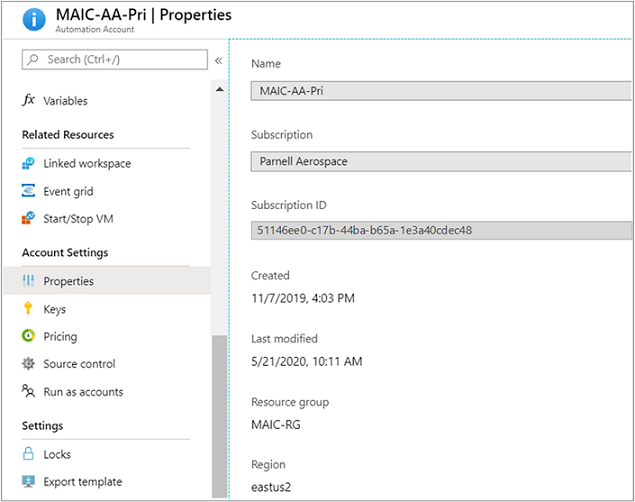 MAIC-AA-Pri | Properties
Automation Account
Search (Ctrl+/)
«
fx Variables
Related Resources
Linked workspace
Event grid
Start/Stop VM
Account Settings
Properties
Keys
Pricing
Source control
Run as accounts
Settings
Locks
Export template
Name
MAIC-AA-Pri
Subscription
Parnell Aerospace
Subscription ID
51146ee0-c17b-44ba-b65a-1e3a40cdec48
Created
11/7/2019, 4:03 PM
Last modified
5/21/2020, 10:11 AM
Resource group
MAIC-RG
Region
eastus2